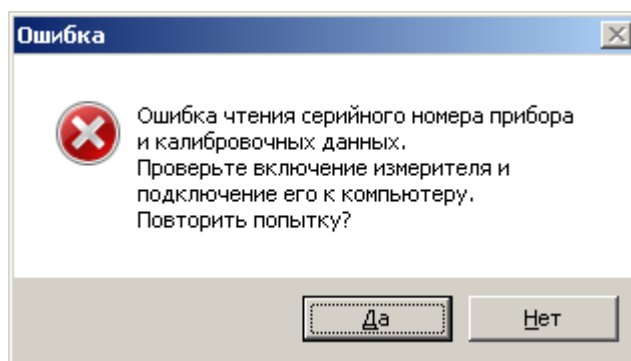 Ошибка
Ошибка чтения серийного номера прибора
и калибровочных данных.
Проверьте включение измерителя и
подключение его к компьютеру.
Повторить попытку?
Да
Нет